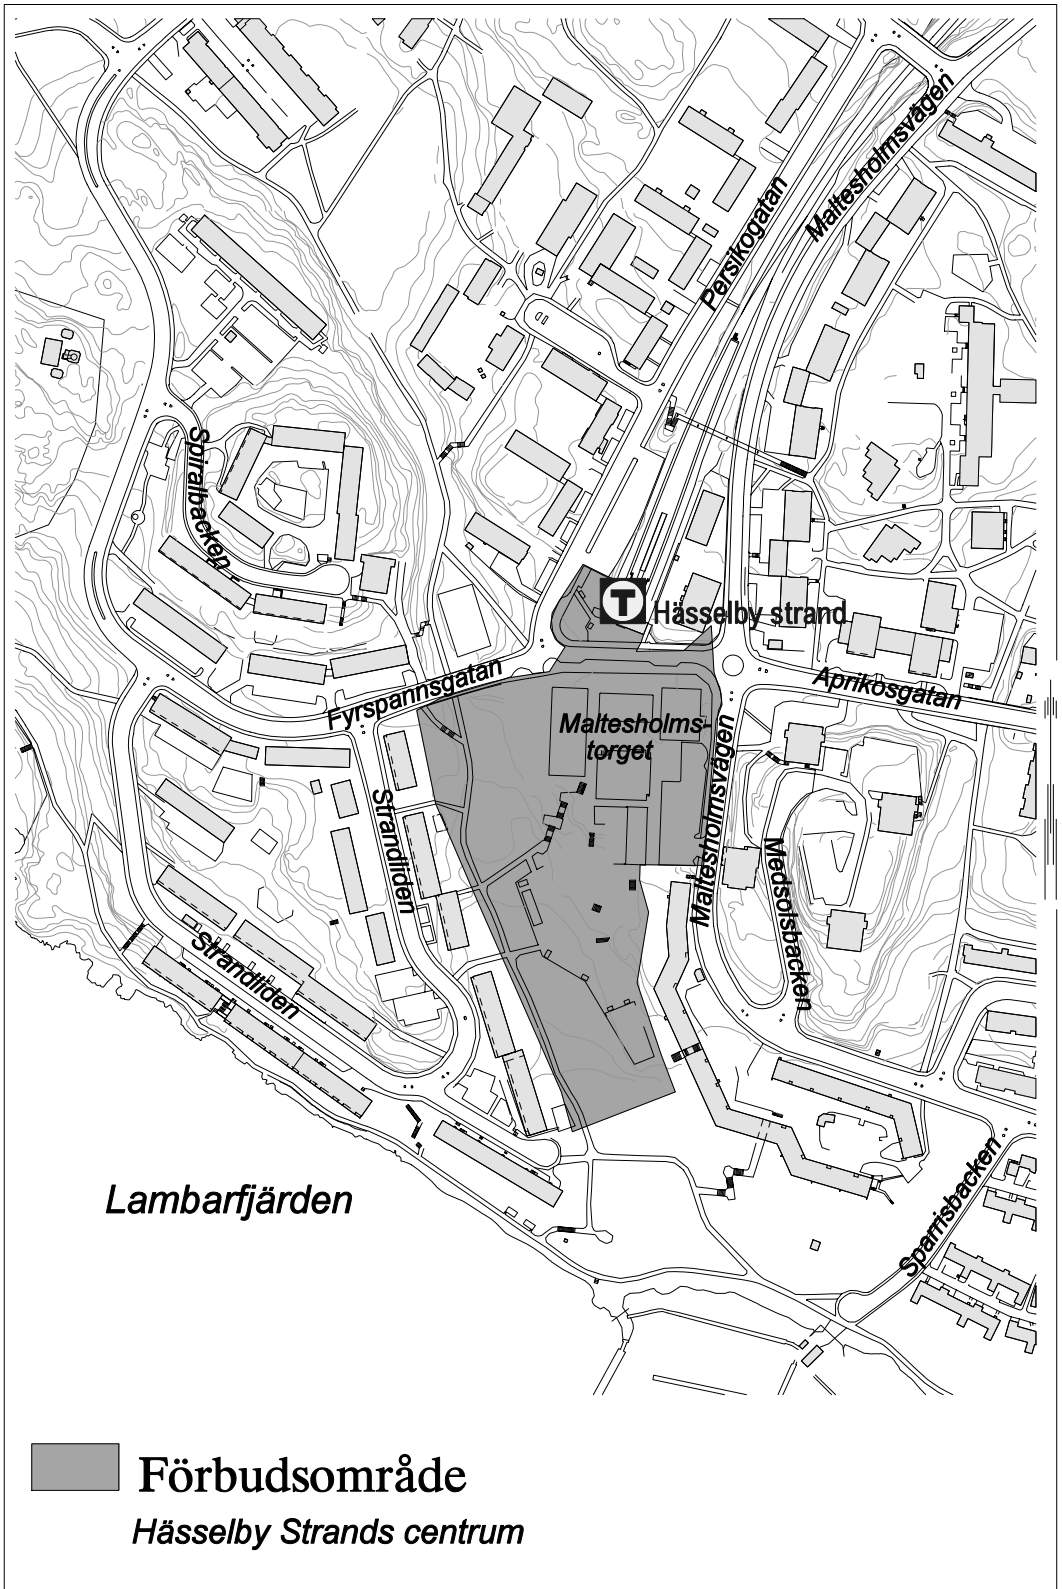 Maltesholmsvägen
Persikogatan
Spiralbacken
T
Hässelby strand
Fyrspannsgatan
Aprikosgatan
Maltesholms-
torget
Maltesholmsvägen
Strandliden
Medsolsbacken
Strandliden
Sparrisbacken
Lambarfjärden
Förbudsområde
Hässelby Strands centrum